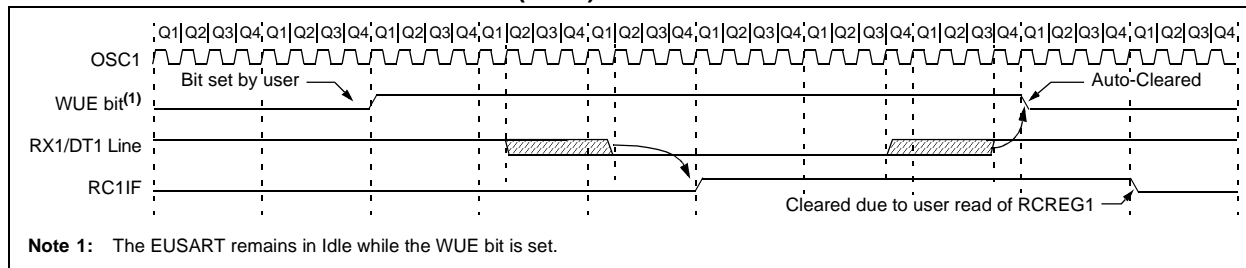 Q1 Q2 Q3 Q4 Q1 Q2 Q3 Q4 Q1 Q2 Q3 Q4 Q1 Q2 Q3 Q4 Q1 Q2 Q3 Q4 Q1 Q2 Q3 Q4 Q1 Q2 Q3 Q4 Q1 Q2 Q3 Q4 Q1 Q2 Q3 Q4 Q1 Q2 Q3 Q4
OSC1
Bit set by user
Auto-Cleared
WUE bit(1)
RX1/DT1 Line
RC1IF
Cleared due to user read of RCREG1
Note 1: The EUSART remains in Idle while the WUE bit is set.